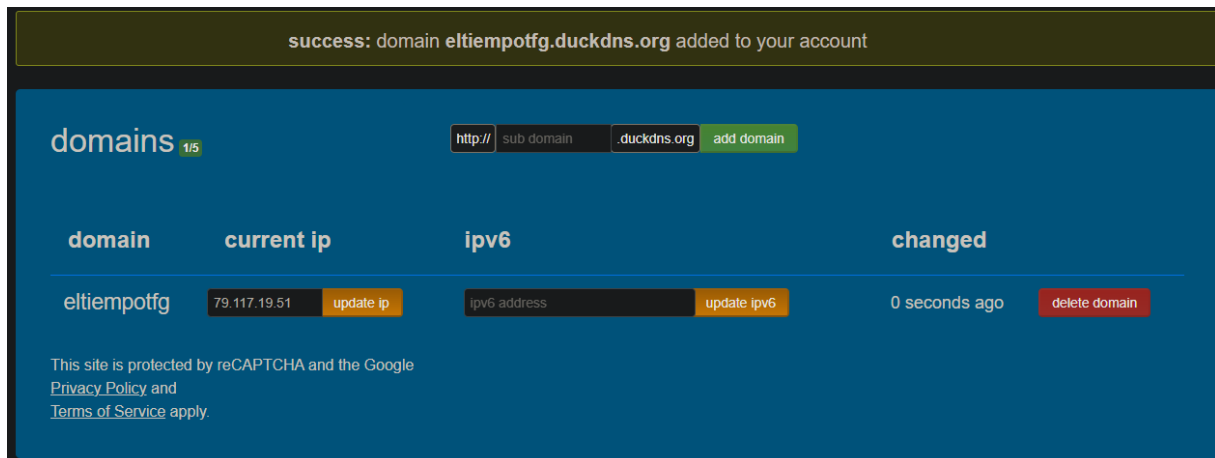 success: domain eltiempotfg.duckdns.org added to your account
domains 1/5
http:// sub domain .duckdns.org add domain
domain current ip ipv6 changed
eltiempotfg 79.117.19.51 update ip ipv6 address update ipv6 0 seconds ago delete domain
This site is protected by reCAPTCHA and the Google
Privacy Policy and
Terms of Service apply.